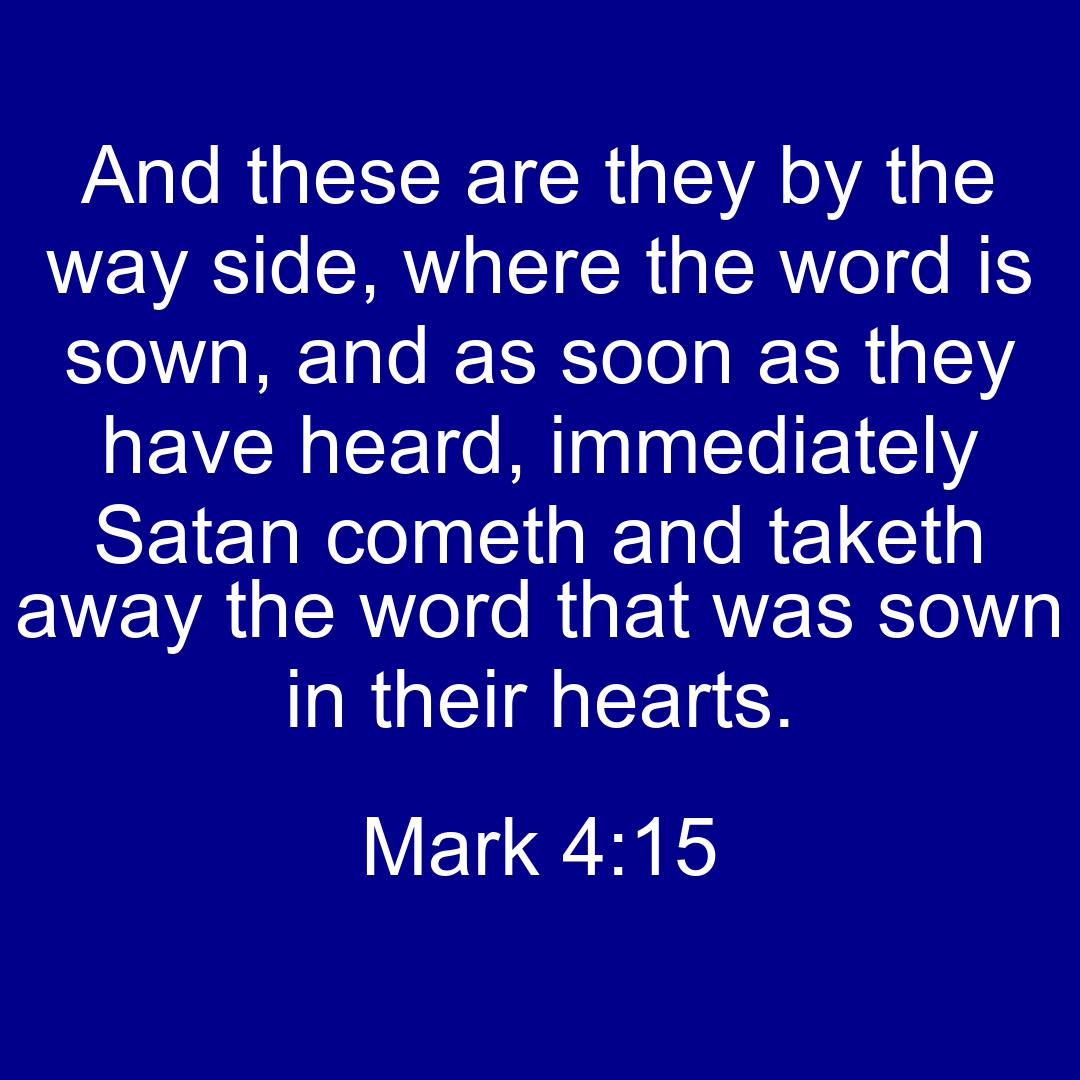 And these are they by the
way side, where the word is
sown, and as soon as they
have heard, immediately
Satan cometh and taketh
away the word that was sown
in their hearts.
Mark 4:15